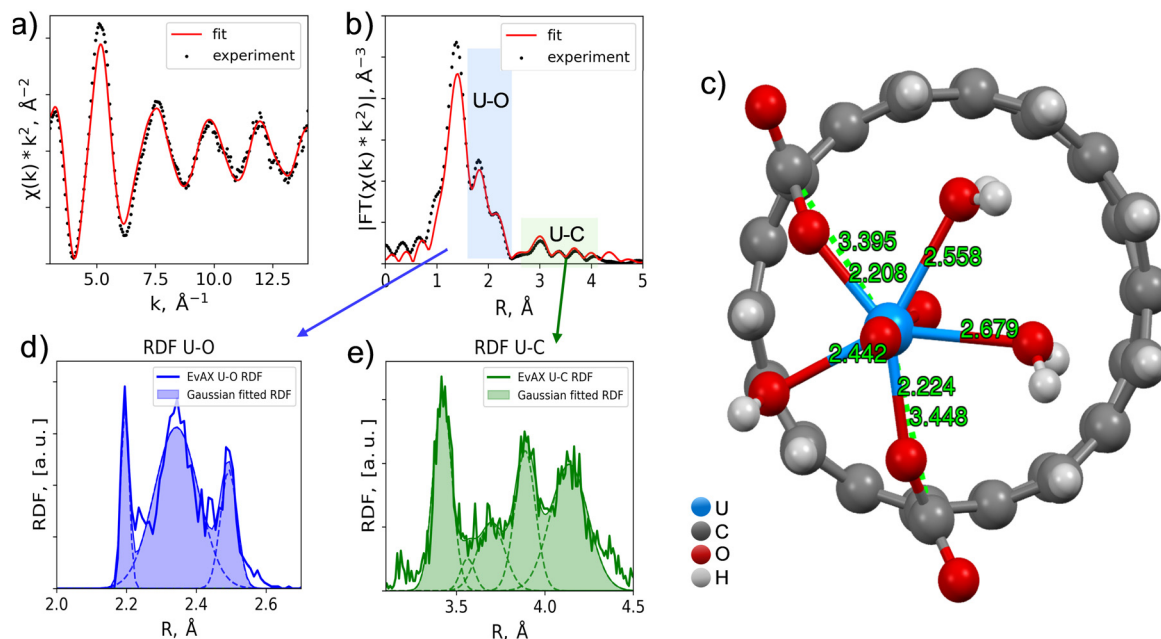 a)
χ(k)*k², Å⁻²
fit
experiment
5.0 7.5 10.0 12.5
k, Å⁻¹
b)
|FT(χ(k)*k²)|, Å⁻³
fit
experiment
U-O
U-C
0 1 2 3 4 5
R, Å
c)
3.395
2.208
2.558
2.679
2.442
2.224
3.448
U
C
O
H
d)
RDF U-O
RDF, [a. u.]
EvAX U-O RDF
Gaussian fitted RDF
2.0 2.2 2.4 2.6
R, Å
e)
RDF U-C
RDF, [a. u.]
EvAX U-C RDF
Gaussian fitted RDF
3.5 4.0 4.5
R, Å